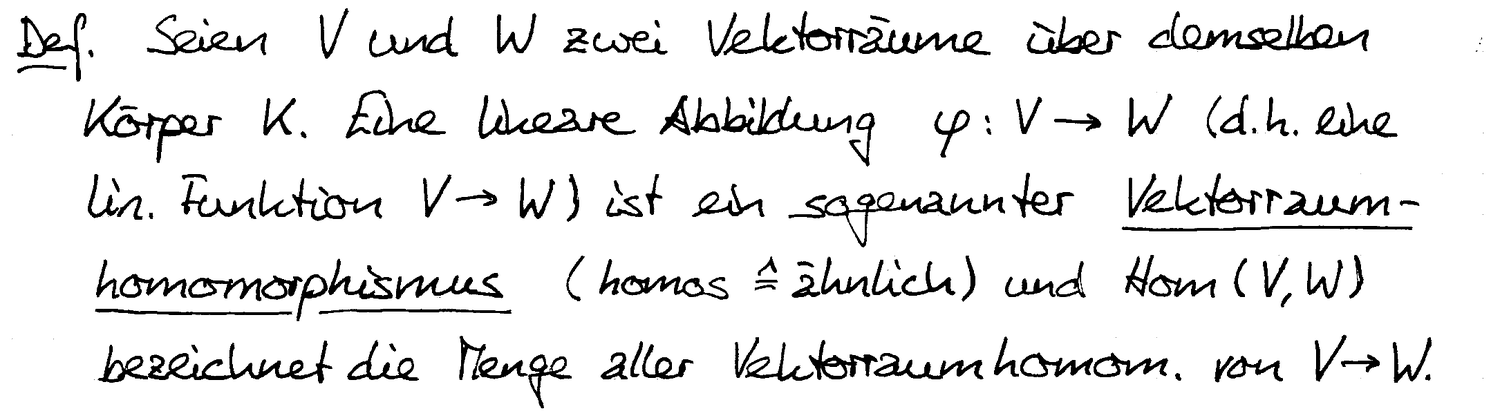 Def. Seien V und W zwei Vektorräume über demselben
Körper K. Eine lineare Abbildung φ: V → W (d.h. eine
lin. Funktion V → W) ist ein sogenannter Vektorraum-
homomorphismus (homos ≙ ähnlich) und Hom(V,W)
bezeichnet die Menge aller Vektorraumhomom. von V → W.